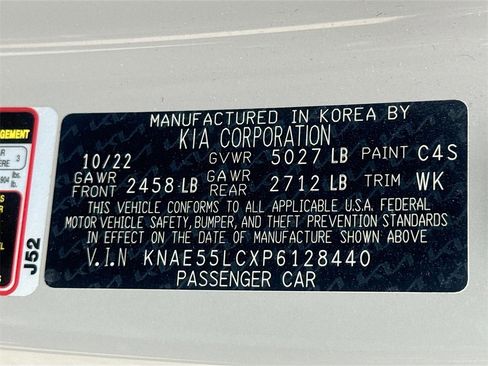 MANUFACTURED IN KOREA BY
KIA CORPORATION
10/22 GVWR 5027 LB PAINT C4S
GAWR FRONT 2458 LB GAWR REAR 2712 LB TRIM WK
THIS VEHICLE CONFORMS TO ALL APPLICABLE U.S.A. FEDERAL
MOTOR VEHICLE SAFETY, BUMPER, AND THEFT PREVENTION STANDARDS
IN EFFECT ON THE DATE OF MANUFACTURE SHOWN ABOVE
V.I.N KNAE55LCXP6128440
PASSENGER CAR
J52